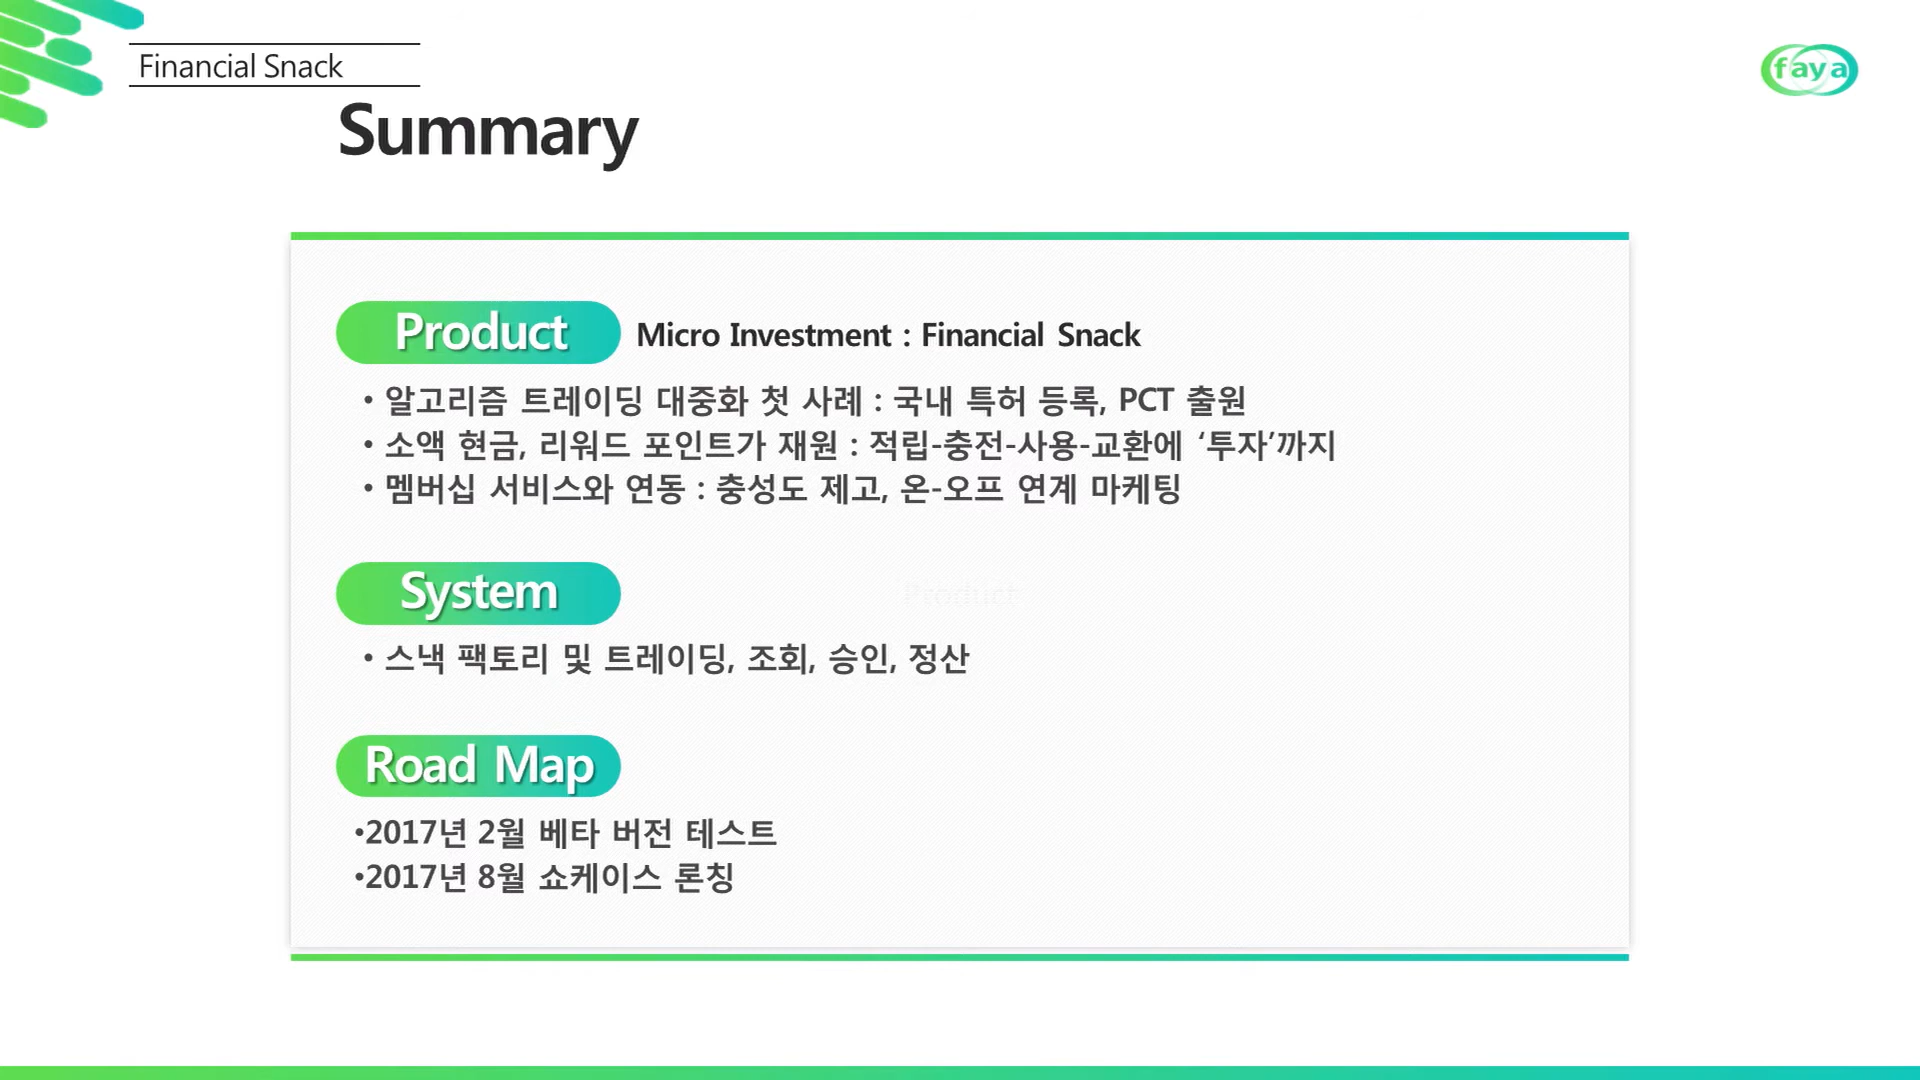 Financial Snack
faya
Summary
Product
Micro Investment : Financial Snack
• 알고리즘 트레이딩 대중화 첫 사례 : 국내 특허 등록, PCT 출원
• 소액 현금, 리워드 포인트가 재원 : 적립-충전-사용-교환에 ‘투자’까지
• 멤버십 서비스와 연동 : 충성도 제고, 온-오프 연계 마케팅
System
Product
• 스낵 팩토리 및 트레이딩, 조회, 승인, 정산
Road Map
•2017년 2월 베타 버전 테스트
•2017년 8월 쇼케이스 론칭